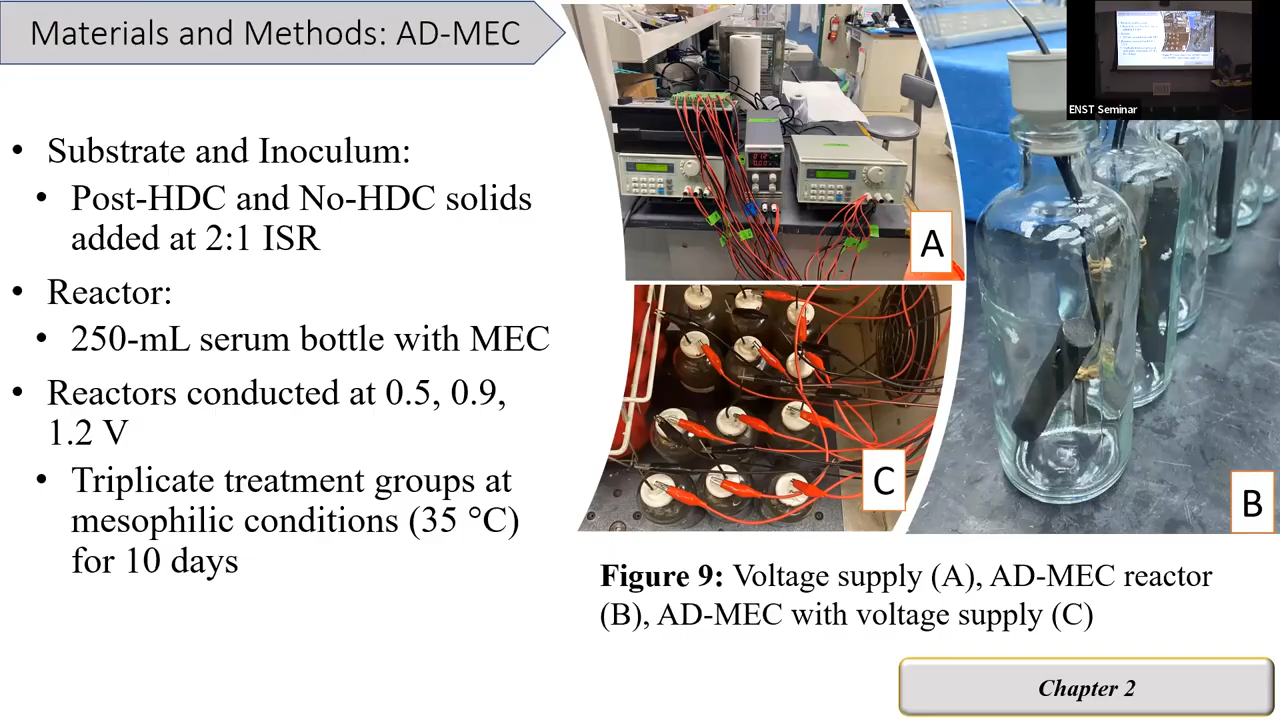 Materials and Methods: AD-MEC
• Substrate and Inoculum:
• Post-HDC and No-HDC solids
added at 2:1 ISR
• Reactor:
• 250-mL serum bottle with MEC
• Reactors conducted at 0.5, 0.9,
1.2 V
• Triplicate treatment groups at
mesophilic conditions (35 °C)
for 10 days
A
C
B
ENST Seminar
Figure 9: Voltage supply (A), AD-MEC reactor
(B), AD-MEC with voltage supply (C)
Chapter 2